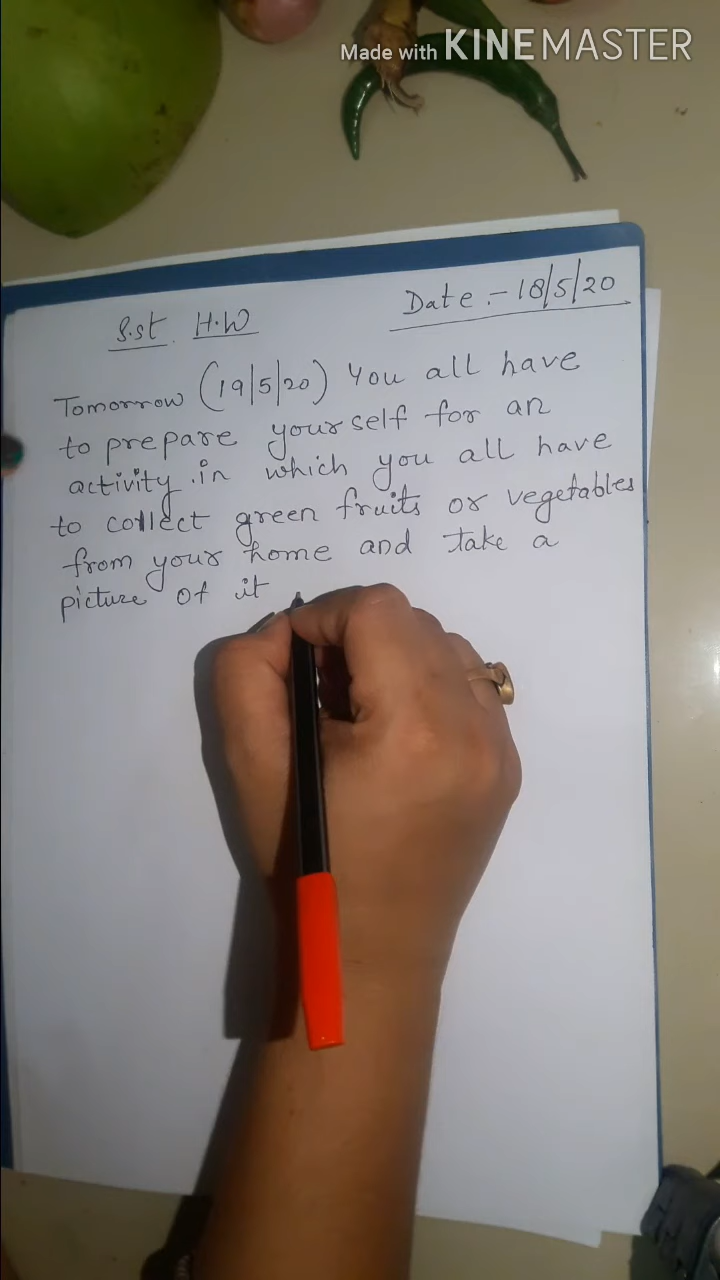 Made with KINEMASTER
S.st H.W
Date :- 18/5/20
Tomorrow (19/5/20) You all have
to prepare yourself for an
activity in which you all have
to collect green fruits or vegetables
from your home and take a
picture of it